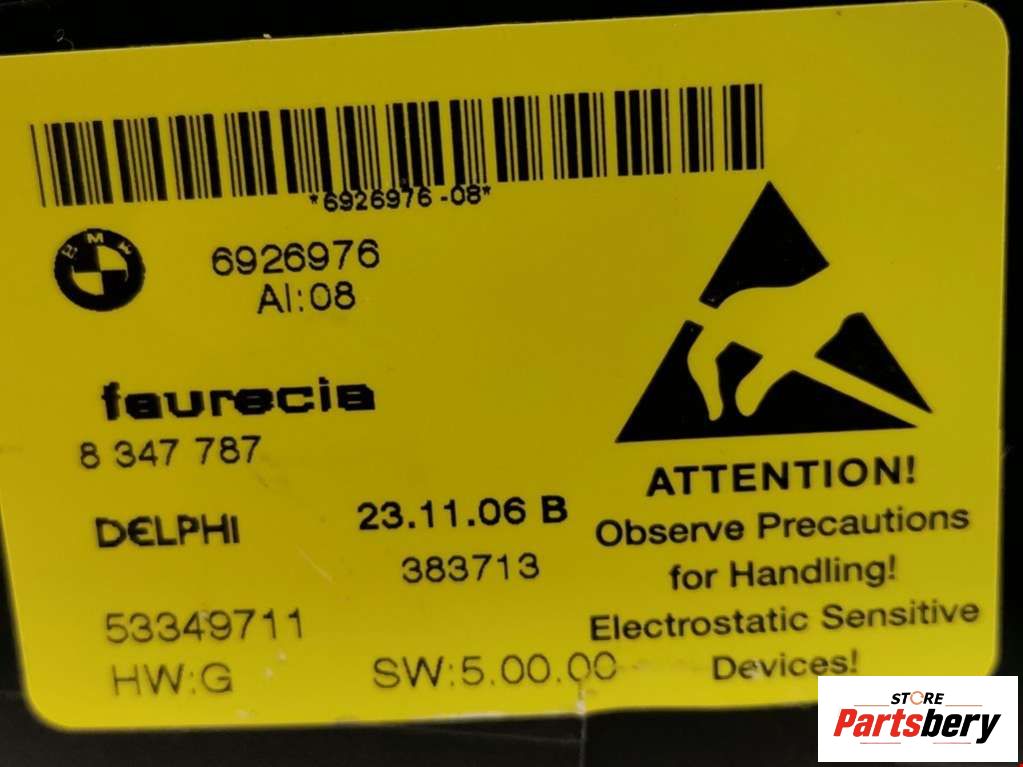 *6926976-08*
BMW
6926976
AI:08
faurecia
8 347 787
DELPHI
23.11.06 B
383713
53349711
HW:G
SW:5.00.00
ATTENTION!
Observe Precautions
for Handling!
Electrostatic Sensitive
Devices!
STORE
Partsbery